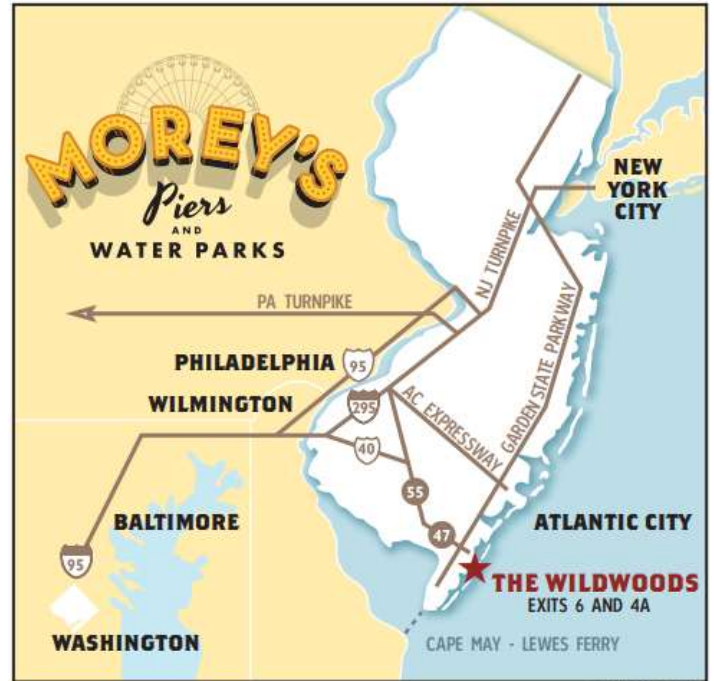 MOREY'S
Piers
AND
WATER PARKS
NEW
YORK
CITY
NJ TURNPIKE
PA TURNPIKE
GARDEN STATE PARKWAY
PHILADELPHIA
95
WILMINGTON
295
AC EXPRESSWAY
40
55
BALTIMORE
47
ATLANTIC CITY
95
THE WILDWOODS
EXITS 6 AND 4A
WASHINGTON
CAPE MAY - LEWES FERRY